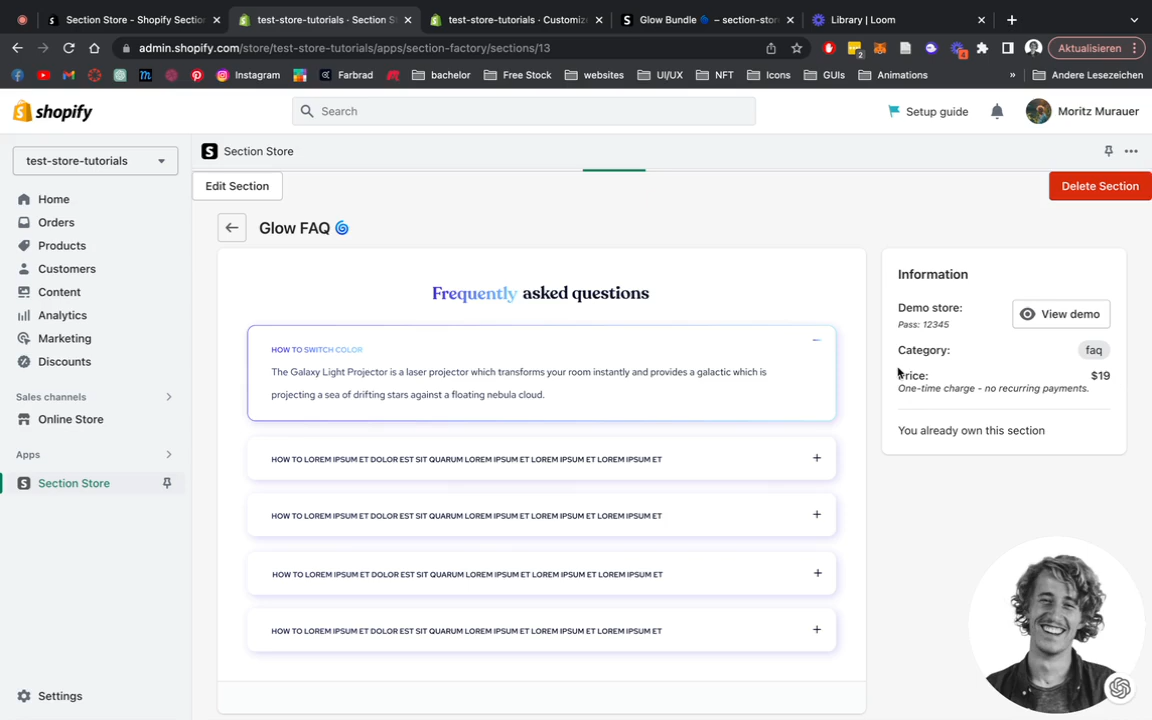 Section Store - Shopify Section
test-store-tutorials · Section S
test-store-tutorials · Customiz
Glow Bundle 🌀 – section-stor
Library | Loom
admin.shopify.com/store/test-store-tutorials/apps/section-factory/sections/13
2
4
Aktualisieren
Instagram
Farbrad
bachelor
Free Stock
websites
UI/UX
NFT
Icons
GUIs
Animations
»
Andere Lesezeichen
shopify
Search
Setup guide
Moritz Murauer
test-store-tutorials
Section Store
Home
Orders
Products
Customers
Content
Analytics
Marketing
Discounts
Sales channels
Online Store
Apps
Section Store
Settings
Edit Section
Delete Section
Glow FAQ 🌀
Frequently asked questions
HOW TO SWITCH COLOR
The Galaxy Light Projector is a laser projector which transforms your room instantly and provides a galactic which is
projecting a sea of drifting stars against a floating nebula cloud.
HOW TO LOREM IPSUM ET DOLOR EST SIT QUARUM LOREM IPSUM ET LOREM IPSUM ET LOREM IPSUM ET
HOW TO LOREM IPSUM ET DOLOR EST SIT QUARUM LOREM IPSUM ET LOREM IPSUM ET LOREM IPSUM ET
HOW TO LOREM IPSUM ET DOLOR EST SIT QUARUM LOREM IPSUM ET LOREM IPSUM ET LOREM IPSUM ET
HOW TO LOREM IPSUM ET DOLOR EST SIT QUARUM LOREM IPSUM ET LOREM IPSUM ET LOREM IPSUM ET
Information
Demo store:
Pass: 12345
View demo
Category:
faq
Price:
$19
One-time charge - no recurring payments.
You already own this section